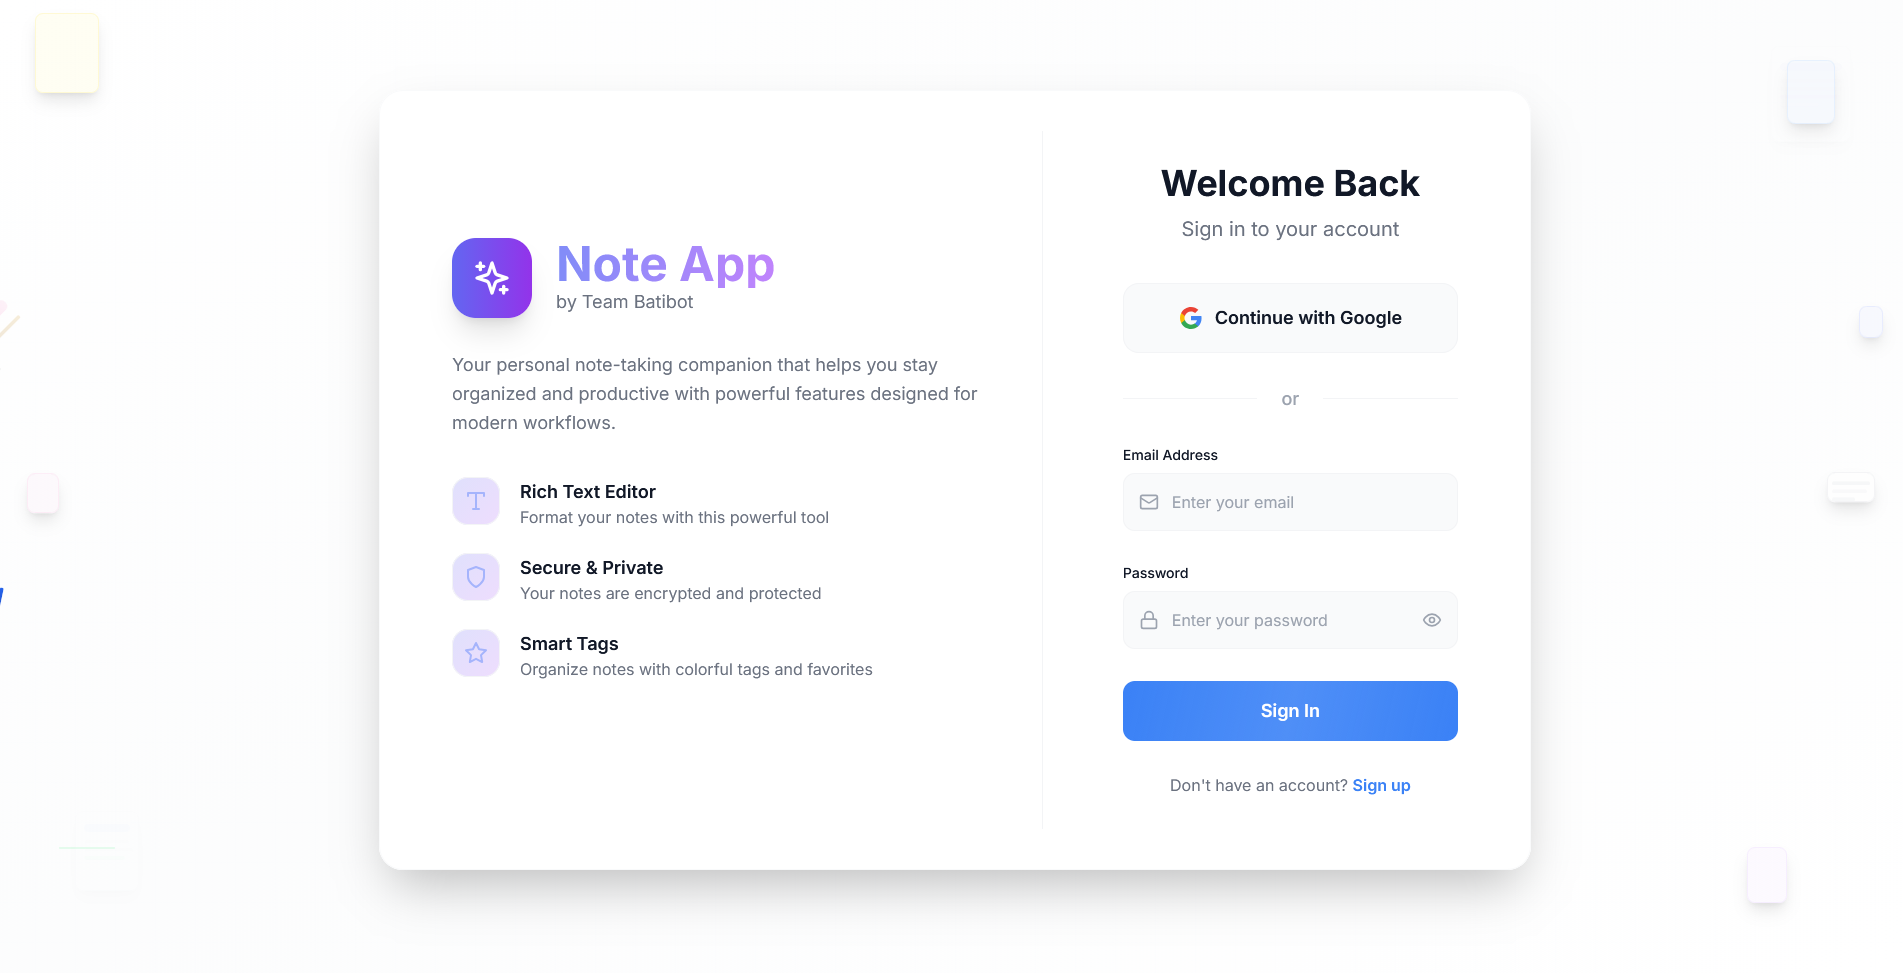 Note App
by Team Batibot
Your personal note-taking companion that helps you stay
organized and productive with powerful features designed for
modern workflows.
Rich Text Editor
Format your notes with this powerful tool
Secure & Private
Your notes are encrypted and protected
Smart Tags
Organize notes with colorful tags and favorites
Welcome Back
Sign in to your account
Continue with Google
or
Email Address
Enter your email
Password
Enter your password
Sign In
Don't have an account? Sign up